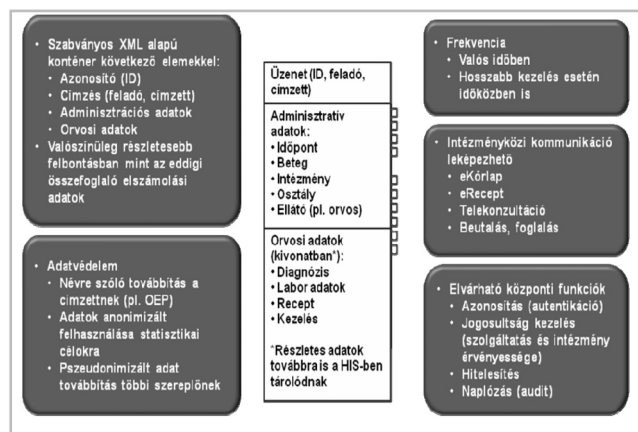 • Szabványos XML alapú
konténer következő elemekkel:
• Azonosító (ID)
• Címzés (feladó, címzett)
• Adminisztrációs adatok
• Orvosi adatok
• Valószínűleg részletesebb
felbontásban mint az eddigi
összefoglaló elszámolási
adatok
• Adatvédelem
• Névre szóló továbbítás a
címzettnek (pl. OEP)
• Adatok anonimizált
felhasználása statisztikai
célokra
• Pszeudonimizált adat
továbbítás többi szereplőnek
Üzenet (ID, feladó,
címzett)
Adminisztratív
adatok:
• Időpont
• Beteg
• Intézmény
• Osztály
• Ellátó (pl. orvos)
Orvosi adatok
(kivonatban*):
• Diagnózis
• Labor adatok
• Recept
• Kezelés
*Részletes adatok
továbbra is a HIS-ben
tárolódnak
• Frekvencia
• Valós időben
• Hosszabb kezelés esetén
időközben is
• Intézményközi kommunikáció
leképezhető
• eKórlap
• eRecept
• Telekonzultáció
• Beutalás, foglalás
• Elvárható központi funkciók
• Azonosítás (autentikáció)
• Jogosultság kezelés
(szolgáltatás és intézmény
érvényessége)
• Hitelesítés
• Naplózás (audit)